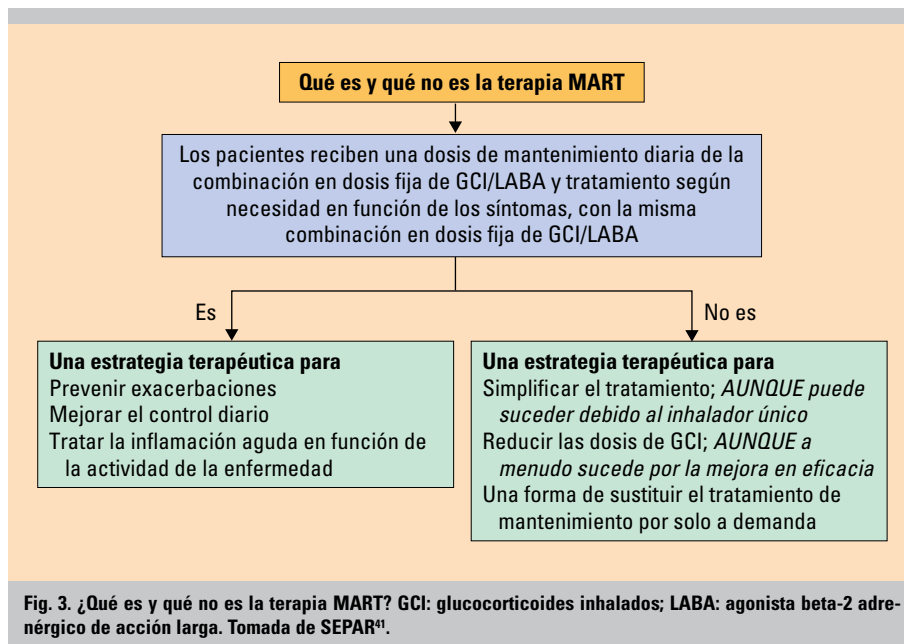 Qué es y qué no es la terapia MART
Los pacientes reciben una dosis de mantenimiento diaria de la
combinación en dosis fija de GCI/LABA y tratamiento según
necesidad en función de los síntomas, con la misma
combinación en dosis fija de GCI/LABA
Es
No es
Una estrategia terapéutica para
Prevenir exacerbaciones
Mejorar el control diario
Tratar la inflamación aguda en función de
la actividad de la enfermedad
Una estrategia terapéutica para
Simplificar el tratamiento; AUNQUE puede
suceder debido al inhalador único
Reducir las dosis de GCI; AUNQUE a
menudo sucede por la mejora en eficacia
Una forma de sustituir el tratamiento de
mantenimiento por solo a demanda
Fig. 3. ¿Qué es y qué no es la terapia MART? GCI: glucocorticoides inhalados; LABA: agonista beta-2 adre-
nérgico de acción larga. Tomada de SEPAR⁴¹.